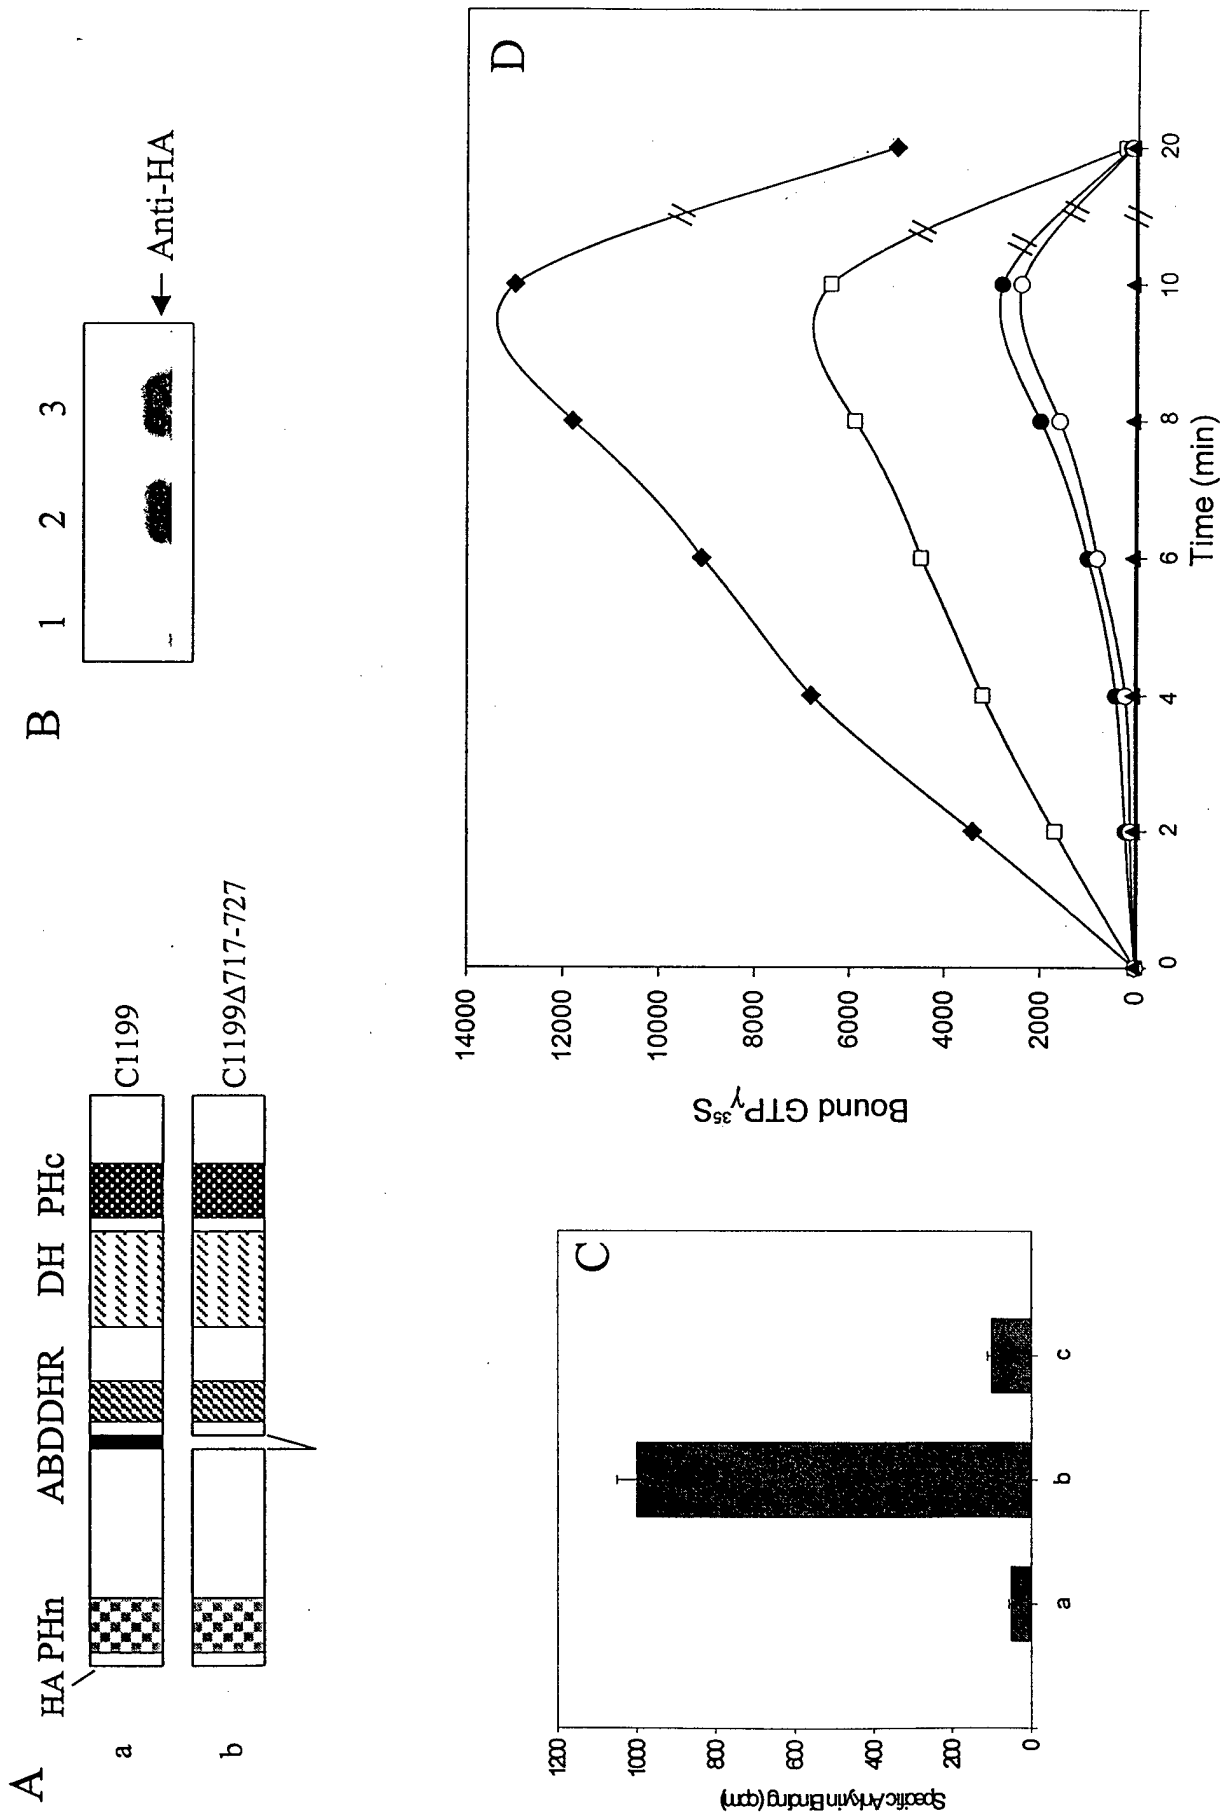 A
HA PHn ABDDHR DH PHc
a
C1199
b
C1199Δ717-727
B
1 2 3
Anti-HA
C
Specific Ankyrin Binding (cpm)
1200
1000
800
600
400
200
0
a b c
D
Bound GTPγ³⁵S
14000
12000
10000
8000
6000
4000
2000
0
0 2 4 6 8 10 20
Time (min)